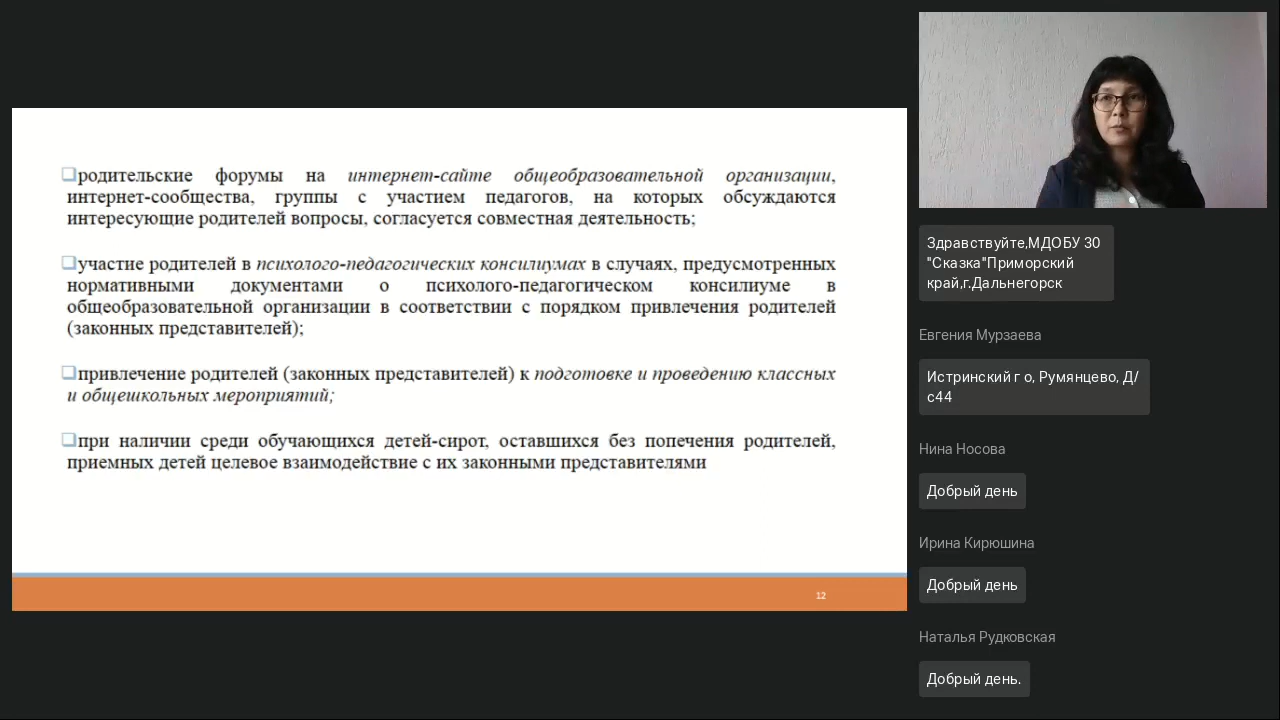 ❑родительские форумы на интернет-сайте общеобразовательной организации,
интернет-сообщества, группы с участием педагогов, на которых обсуждаются
интересующие родителей вопросы, согласуется совместная деятельность;
❑участие родителей в психолого-педагогических консилиумах в случаях, предусмотренных
нормативными документами о психолого-педагогическом консилиуме в
общеобразовательной организации в соответствии с порядком привлечения родителей
(законных представителей);
❑привлечение родителей (законных представителей) к подготовке и проведению классных
и общешкольных мероприятий;
❑при наличии среди обучающихся детей-сирот, оставшихся без попечения родителей,
приемных детей целевое взаимодействие с их законными представителями
12
Здравствуйте,МДОБУ 30
"Сказка"Приморский
край,г.Дальнегорск
Евгения Мурзаева
Истринский г о, Румянцево, Д/
с44
Нина Носова
Добрый день
Ирина Кирюшина
Добрый день
Наталья Рудковская
Добрый день.